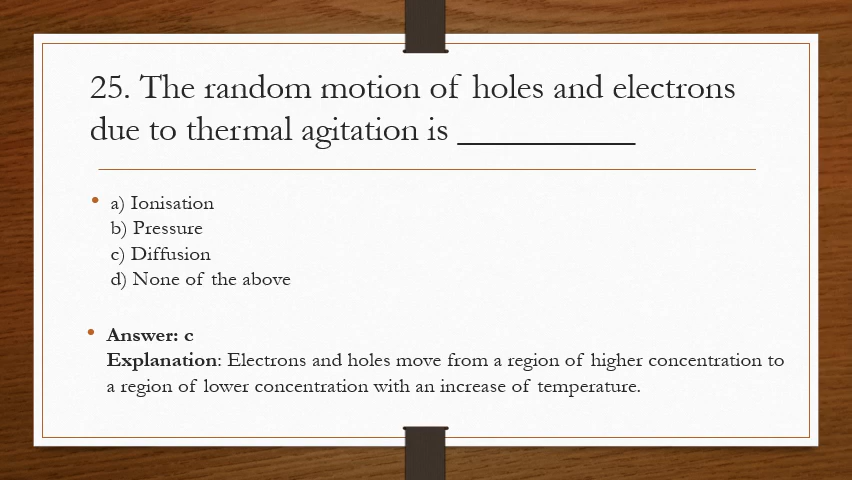 25. The random motion of holes and electrons
due to thermal agitation is __________
• a) Ionisation
b) Pressure
c) Diffusion
d) None of the above
• Answer: c
Explanation: Electrons and holes move from a region of higher concentration to
a region of lower concentration with an increase of temperature.